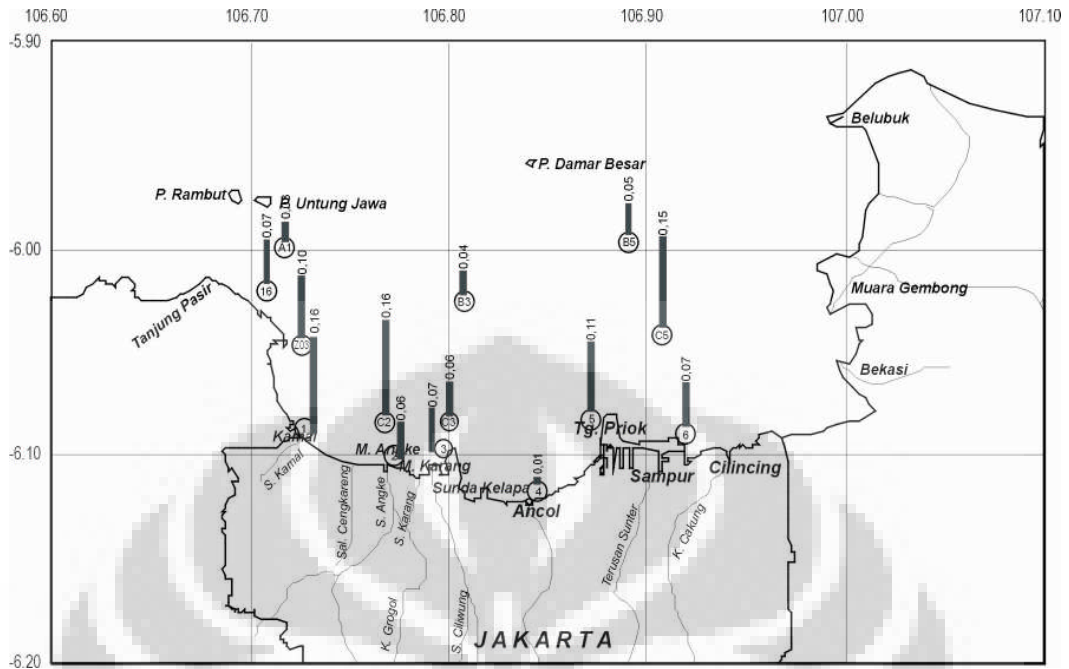 106.60 106.70 106.80 106.90 107.00 107.10
-5.90
Belubuk
P. Damar Besar
P. Rambut
P. Untung Jawa
0,05
0,07
0,15
A1
B5
-6.00
0,10
0,04
16
B3
Muara Gembong
Tanjung Pasir
0,16
0,16
0,11
C5
Z03
Bekasi
0,06
0,07
0,06
0,07
C2
5
1
Kamal
Tg. Priok
6
M. Angke
3
-6.10
M. Karang
Cilincing
S. Kamal
0,01
Sampur
Sunda Kelapa
4
Ancol
Sal. Cengkareng
S. Angke
S. Karang
Terusan Sunter
K. Cakung
K. Grogol
S. Ciliwung
JAKARTA
-6.20